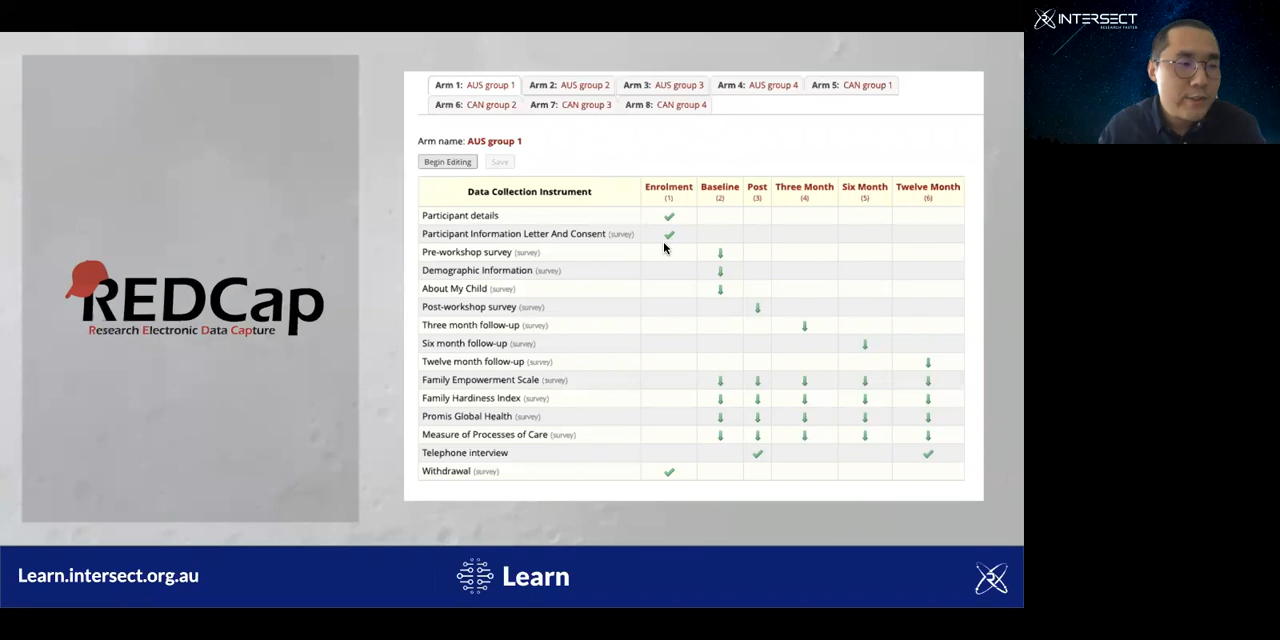 INTERSECT
RESEARCH FASTER
Arm 1: AUS group 1 Arm 2: AUS group 2 Arm 3: AUS group 3 Arm 4: AUS group 4 Arm 5: CAN group 1
Arm 6: CAN group 2 Arm 7: CAN group 3 Arm 8: CAN group 4
Arm name: AUS group 1
Begin Editing Save
Data Collection Instrument Enrolment (1) Baseline (2) Post (3) Three Month (4) Six Month (5) Twelve Month (6)
Participant details
Participant Information Letter And Consent (survey)
Pre-workshop survey (survey)
Demographic Information (survey)
About My Child (survey)
Post-workshop survey (survey)
Three month follow-up (survey)
Six month follow-up (survey)
Twelve month follow-up (survey)
Family Empowerment Scale (survey)
Family Hardiness Index (survey)
Promis Global Health (survey)
Measure of Processes of Care (survey)
Telephone interview
Withdrawal (survey)
REDCap
Research Electronic Data Capture
Learn.intersect.org.au
Learn